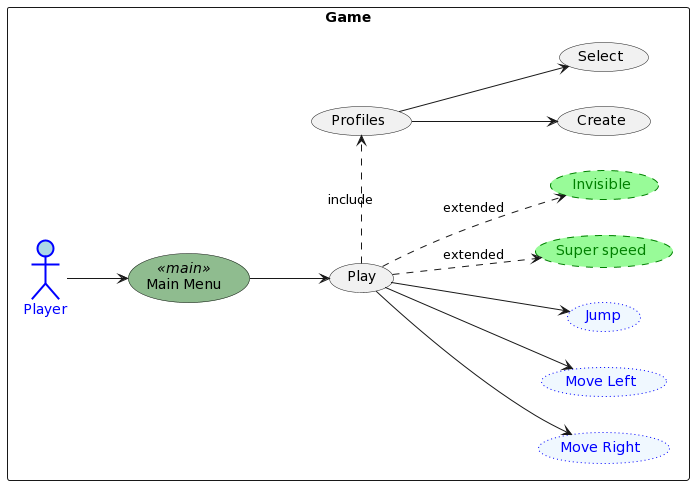 Game
Select
Profiles
Create
Invisible
include
extended
Super speed
extended
«main»
Main Menu
Play
Player
Jump
Move Left
Move Right